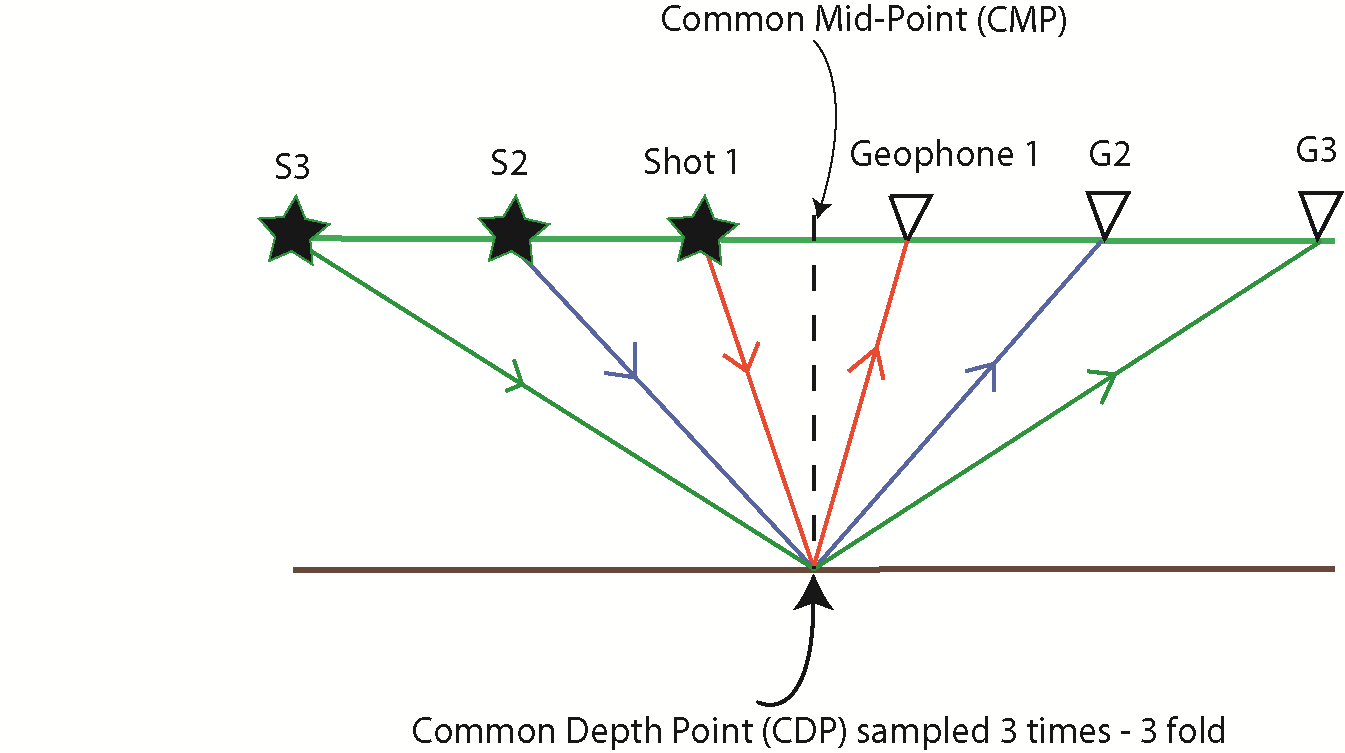 Common Mid-Point (CMP)
S3
S2
Shot 1
Geophone 1
G2
G3
Common Depth Point (CDP) sampled 3 times - 3 fold